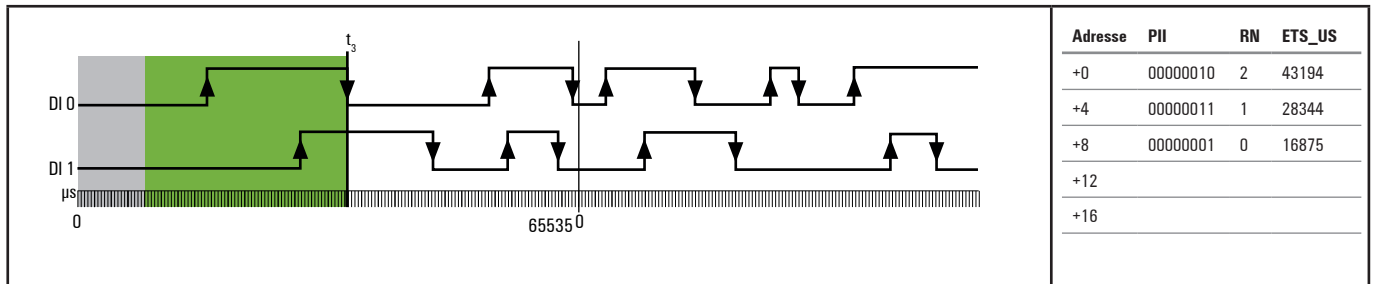 t3
DI 0
DI 1
µs
0
65535 0
Adresse PII RN ETS_US
+0 00000010 2 43194
+4 00000011 1 28344
+8 00000001 0 16875
+12
+16